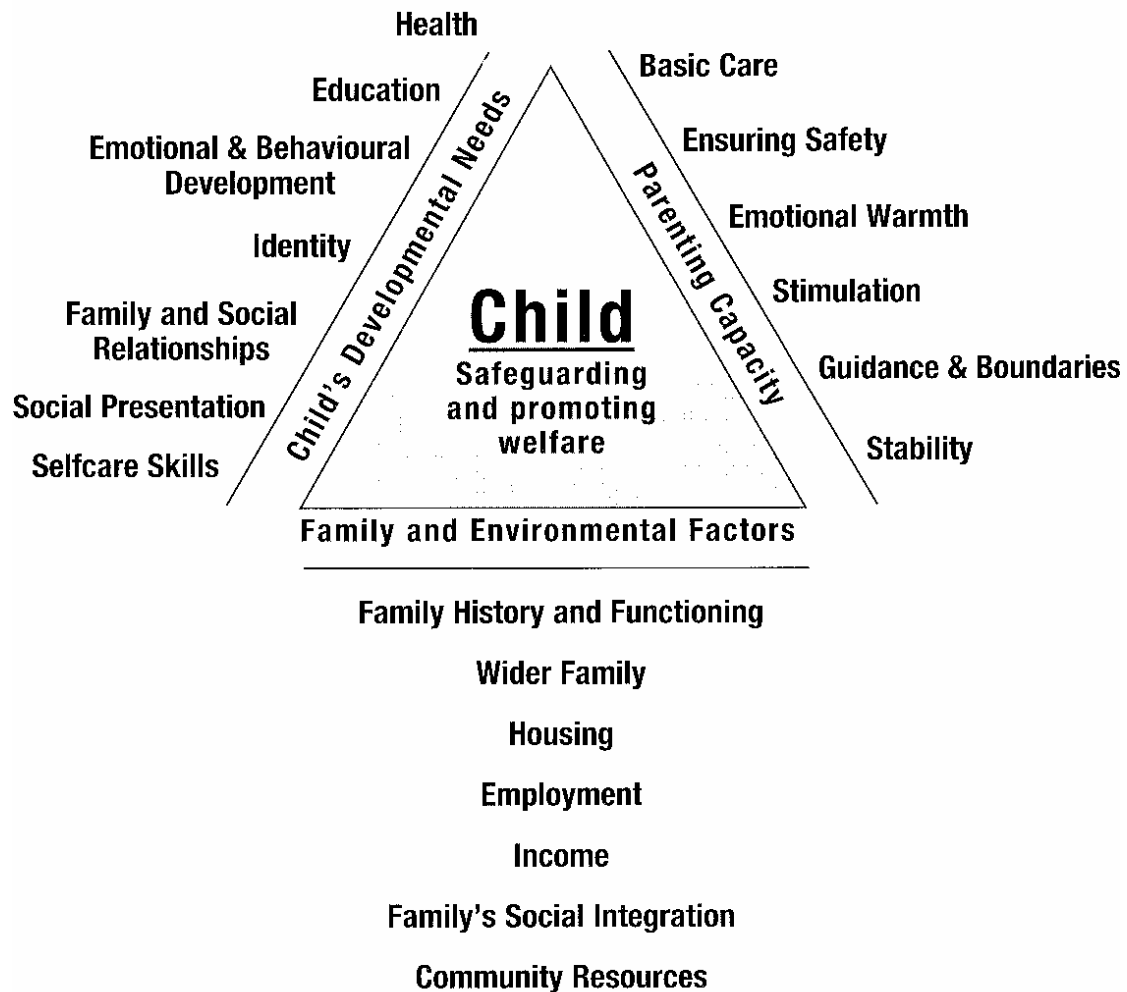 Health
Education
Emotional & Behavioural
Development
Identity
Family and Social
Relationships
Social Presentation
Selfcare Skills
Child's Developmental Needs
Basic Care
Ensuring Safety
Emotional Warmth
Stimulation
Guidance & Boundaries
Stability
Parenting Capacity
Child
Safeguarding
and promoting
welfare
Family and Environmental Factors
Family History and Functioning
Wider Family
Housing
Employment
Income
Family's Social Integration
Community Resources